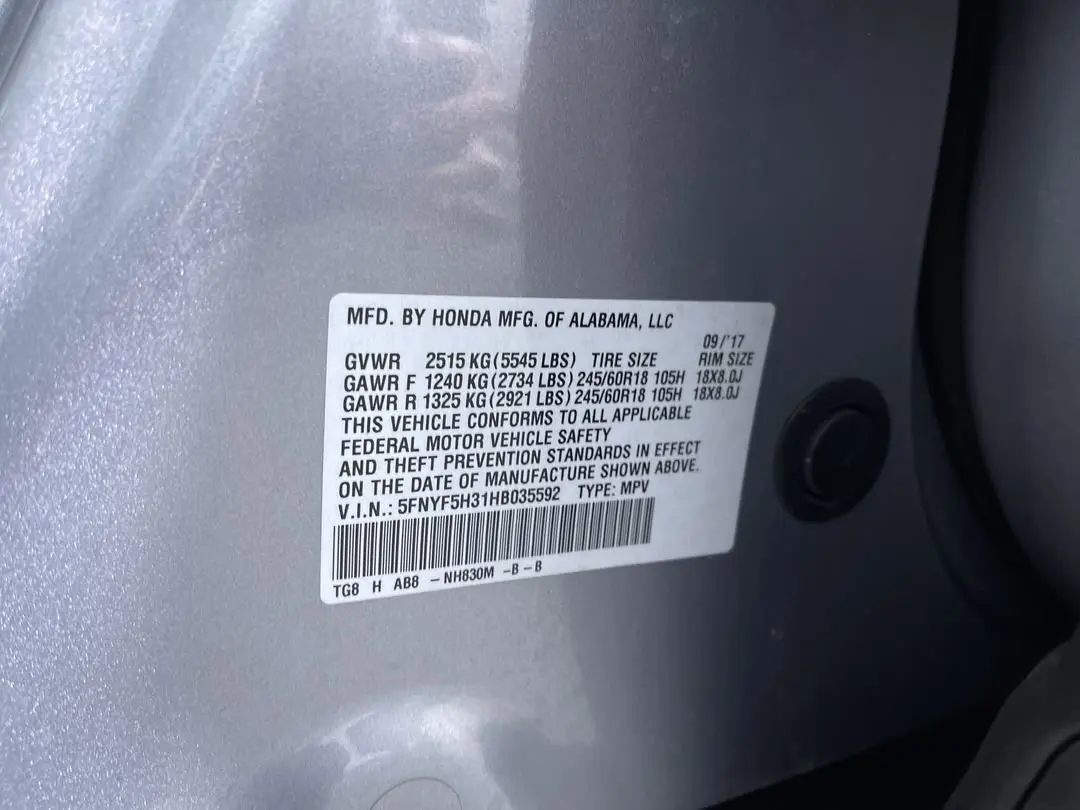 MFD. BY HONDA MFG. OF ALABAMA, LLC
09/'17
GVWR 2515 KG(5545 LBS) TIRE SIZE RIM SIZE
GAWR F 1240 KG(2734 LBS) 245/60R18 105H 18X8.0J
GAWR R 1325 KG(2921 LBS) 245/60R18 105H 18X8.0J
THIS VEHICLE CONFORMS TO ALL APPLICABLE
FEDERAL MOTOR VEHICLE SAFETY
AND THEFT PREVENTION STANDARDS IN EFFECT
ON THE DATE OF MANUFACTURE SHOWN ABOVE.
V.I.N.: 5FNYF5H31HB035592 TYPE: MPV
TG8 H AB8 -NH830M -B-B